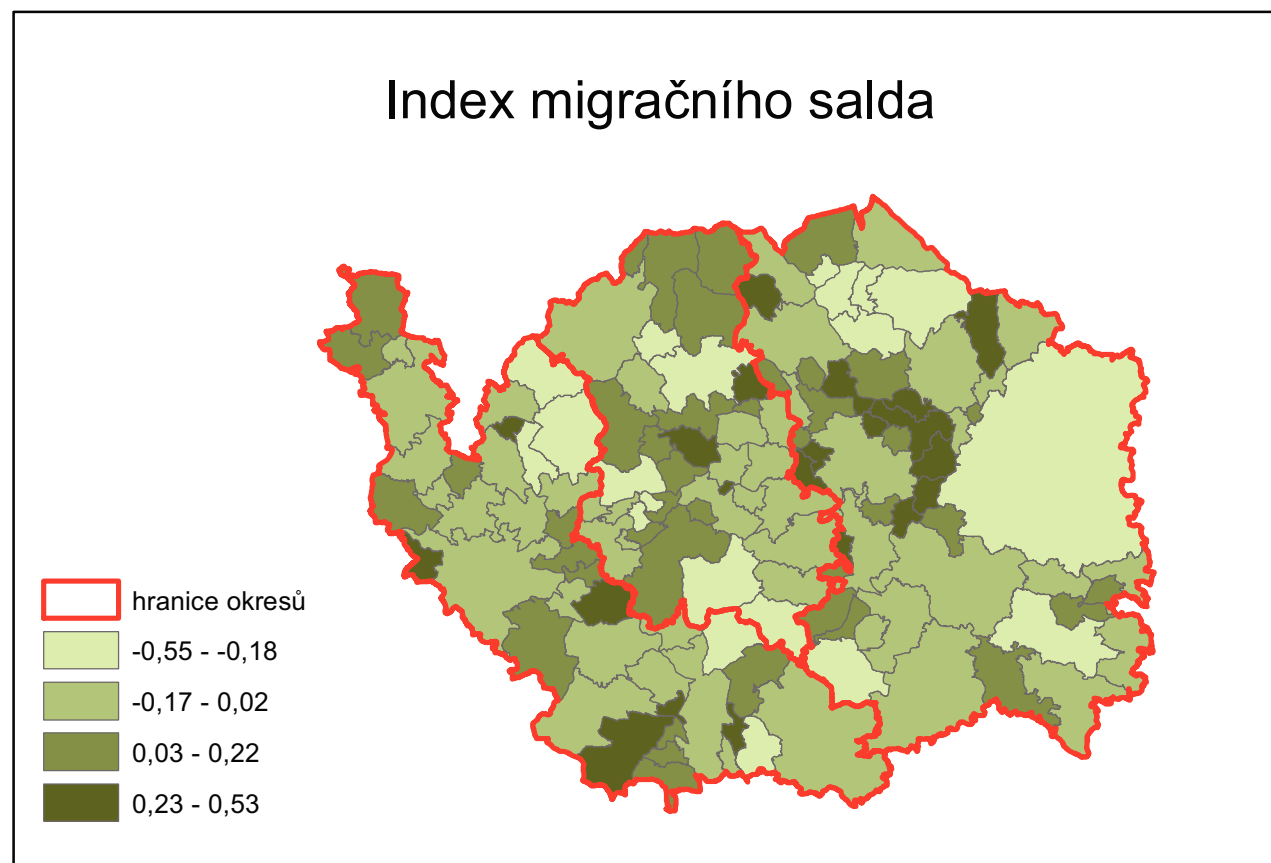 Index migračního salda
hranice okresů
-0,55 - -0,18
-0,17 - 0,02
0,03 - 0,22
0,23 - 0,53